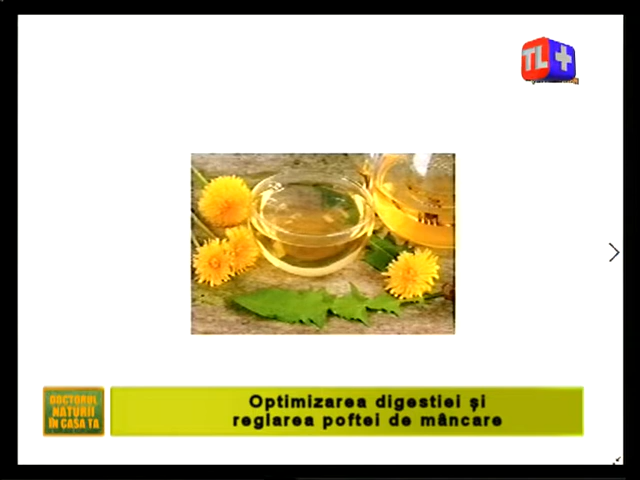 TL+
Optimizarea digestiei și
reglarea poftei de mâncare
DOCTORUL
NATURII
ÎN CASA TA